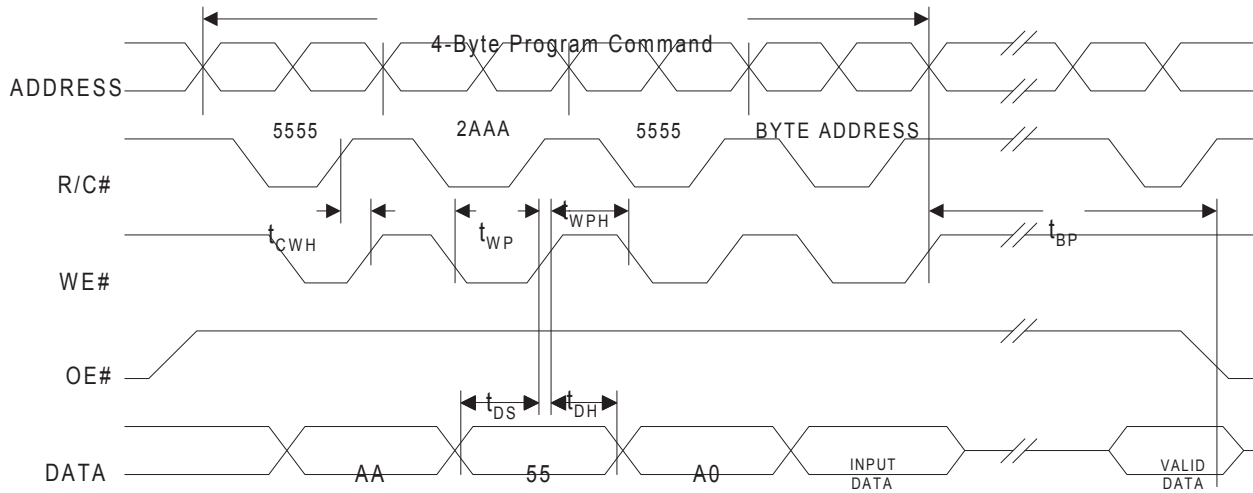 4-Byte Program Command
ADDRESS
5555 2AAA 5555 BYTE ADDRESS
R/C#
tCWH tWP tWPH tBP
WE#
OE#
tDS tDH
DATA AA 55 A0 INPUT DATA VALID DATA